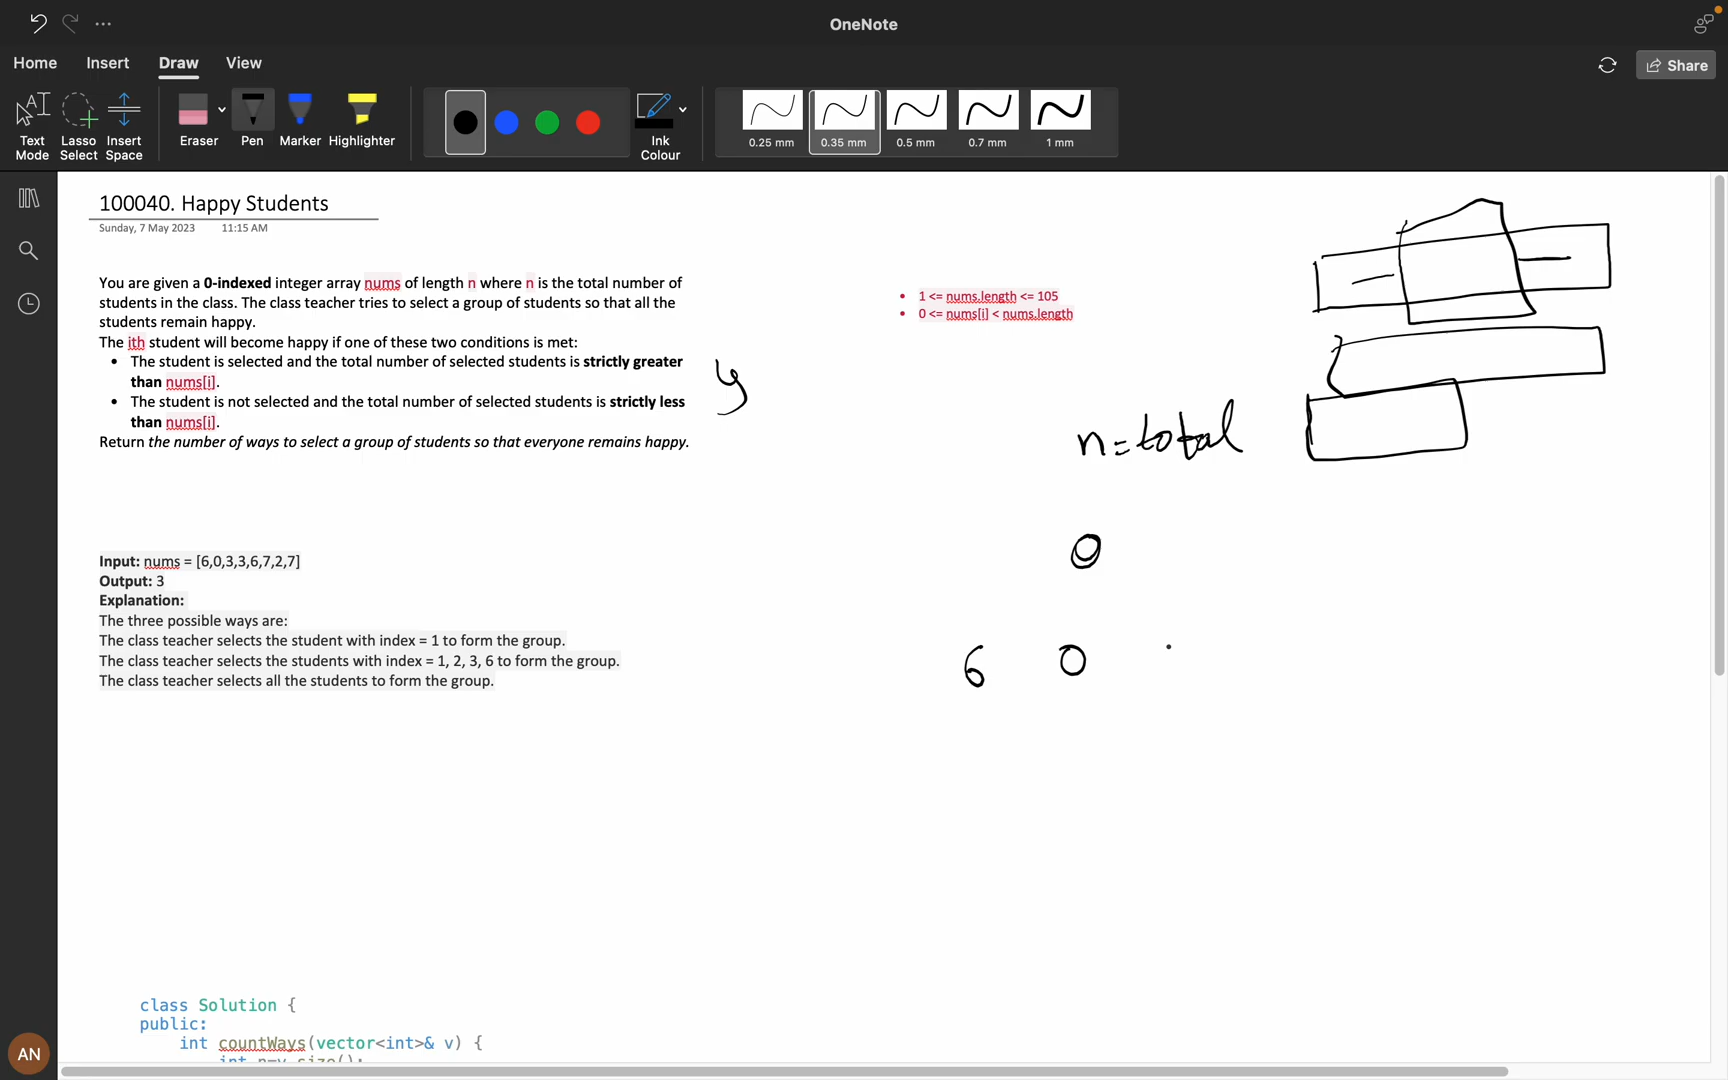 OneNote
Home Insert Draw View
Share
Text Mode
Lasso Select
Insert Space
Eraser
Pen
Marker
Highlighter
Ink Colour
0.25 mm
0.35 mm
0.5 mm
0.7 mm
1 mm
100040. Happy Students
Sunday, 7 May 2023 11:15 AM
You are given a 0-indexed integer array nums of length n where n is the total number of
students in the class. The class teacher tries to select a group of students so that all the
students remain happy.
The ith student will become happy if one of these two conditions is met:
• The student is selected and the total number of selected students is strictly greater
than nums[i].
• The student is not selected and the total number of selected students is strictly less
than nums[i].
Return the number of ways to select a group of students so that everyone remains happy.
• 1 <= nums.length <= 105
• 0 <= nums[i] < nums.length
y
n=total
0
6 0
Input: nums = [6,0,3,3,6,7,2,7]
Output: 3
Explanation:
The three possible ways are:
The class teacher selects the student with index = 1 to form the group.
The class teacher selects the students with index = 1, 2, 3, 6 to form the group.
The class teacher selects all the students to form the group.
class Solution {
public:
int countWays(vector<int>& v) {
int n=v.size();
AN